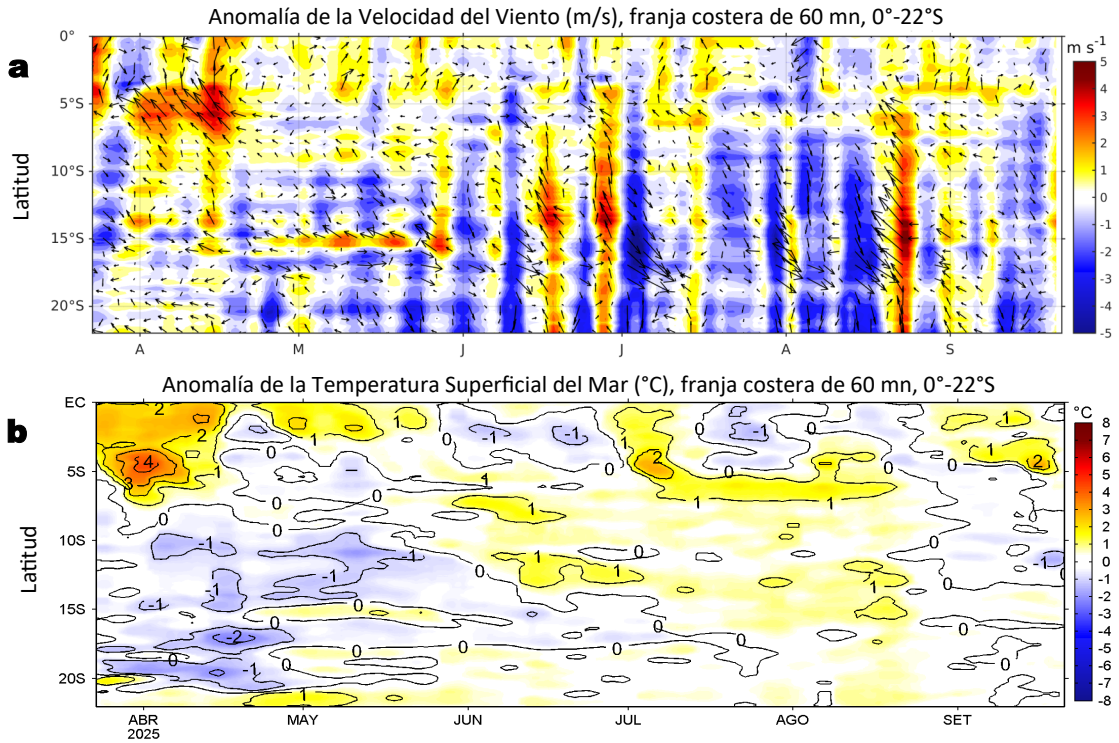 Anomalía de la Velocidad del Viento (m/s), franja costera de 60 mn, 0°-22°S
a
m s-1
Latitud
0°
5°S
10°S
15°S
20°S
A M J J A S
5
4
3
2
1
0
-1
-2
-3
-4
-5
Anomalía de la Temperatura Superficial del Mar (°C), franja costera de 60 mn, 0°-22°S
b
°C
Latitud
EC
5S
10S
15S
20S
ABR MAY JUN JUL AGO SET
2025
8
7
6
5
4
3
2
1
0
-1
-2
-3
-4
-5
-6
-7
-8